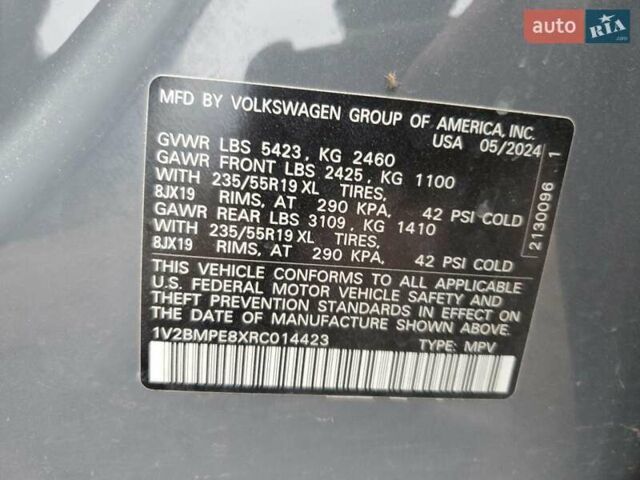 AUTO RIA
.com
MFD BY VOLKSWAGEN GROUP OF AMERICA, INC.
USA 05/2024
GVWR LBS 5423, KG 2460
GAWR FRONT LBS 2425, KG 1100
WITH 235/55R19 XL TIRES,
8JX19 RIMS, AT 290 KPA, 42 PSI COLD
GAWR REAR LBS 3109, KG 1410
WITH 235/55R19 XL TIRES,
8JX19 RIMS, AT 290 KPA, 42 PSI COLD
THIS VEHICLE CONFORMS TO ALL APPLICABLE
U.S. FEDERAL MOTOR VEHICLE SAFETY AND
THEFT PREVENTION STANDARDS IN EFFECT ON
THE DATE OF MANUFACTURE SHOWN ABOVE.
1V2BMPE8XRC014423 TYPE: MPV
2130096 1